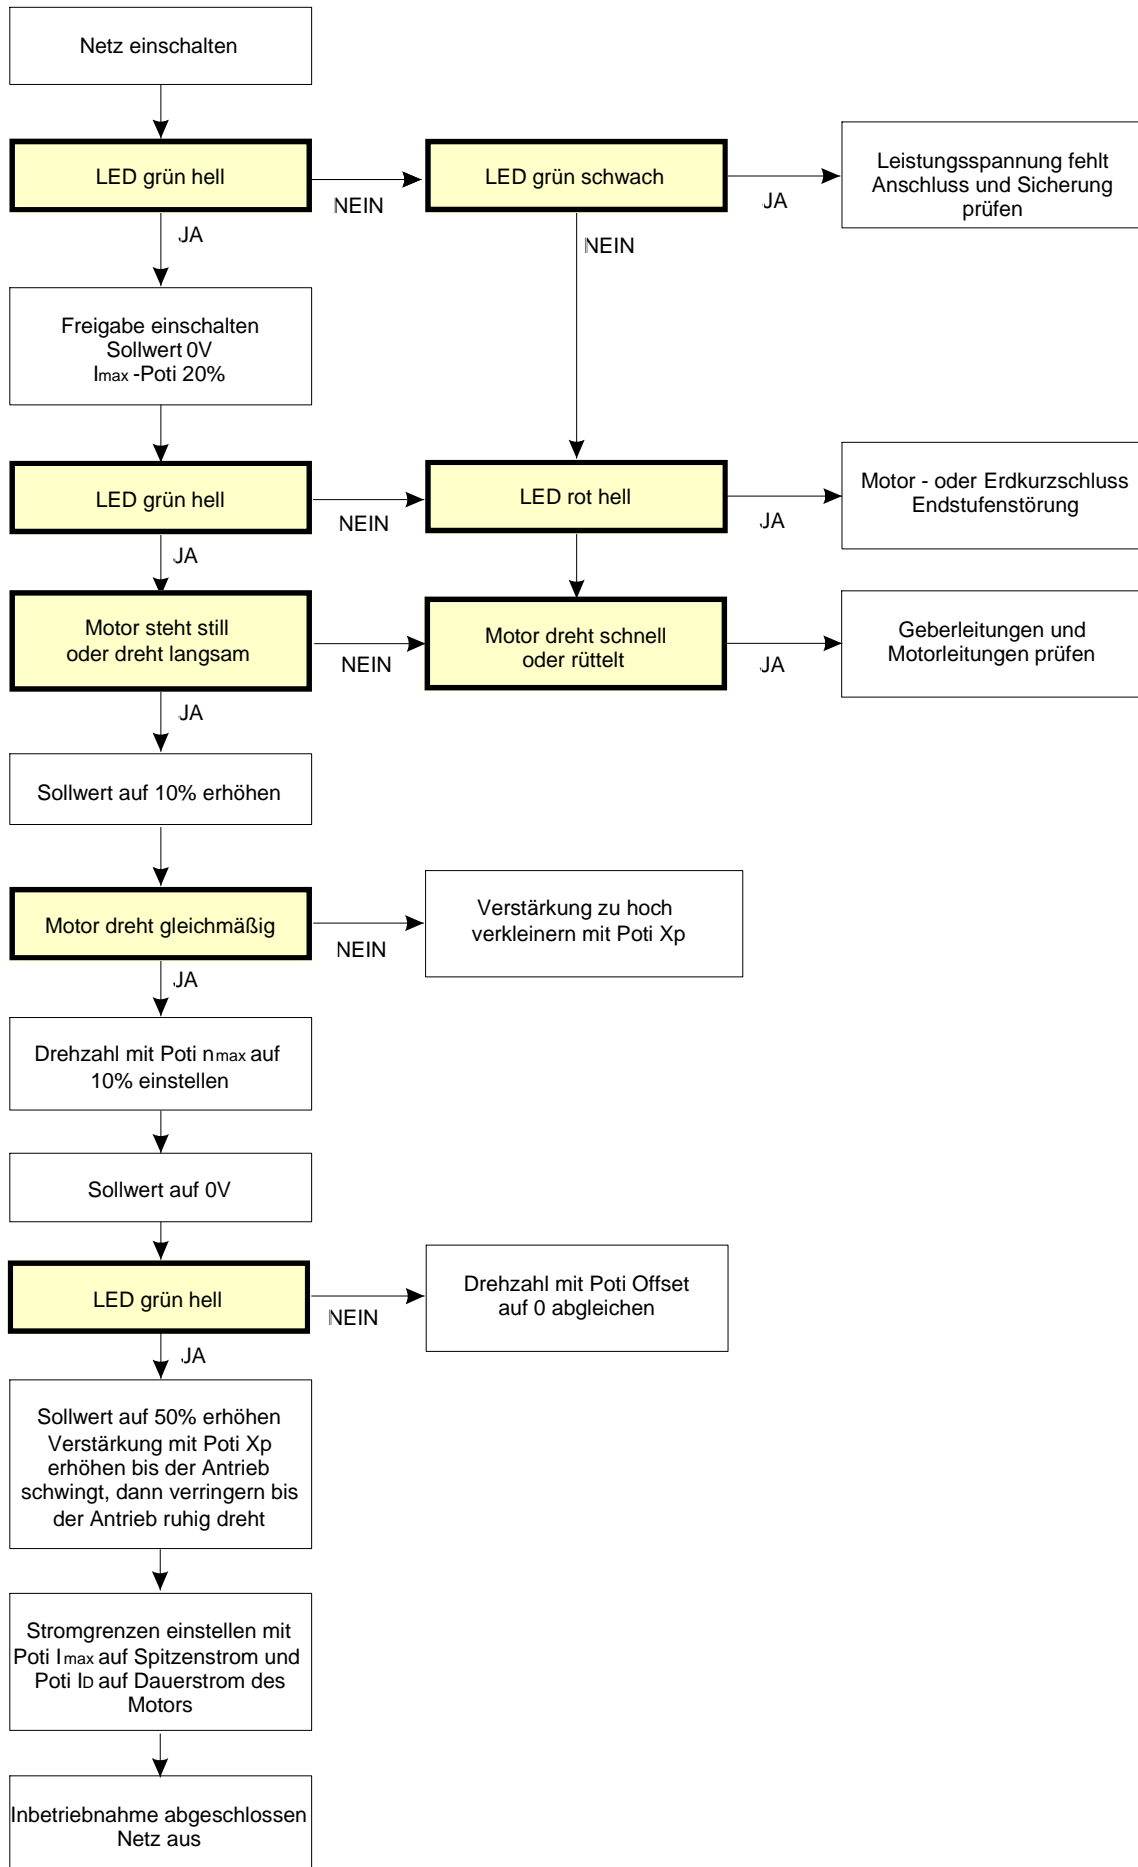 Netz einschalten
LED grün hell
NEIN
LED grün schwach
JA
Leistungsspannung fehlt
Anschluss und Sicherung
prüfen
JA
NEIN
Freigabe einschalten
Sollwert 0V
Imax -Poti 20%
LED grün hell
NEIN
LED rot hell
JA
Motor - oder Erdkurzschluss
Endstufenstörung
JA
Motor steht still
oder dreht langsam
NEIN
Motor dreht schnell
oder rüttelt
JA
Geberleitungen und
Motorleitungen prüfen
JA
Sollwert auf 10% erhöhen
Motor dreht gleichmäßig
NEIN
Verstärkung zu hoch
verkleinern mit Poti Xp
JA
Drehzahl mit Poti nmax auf
10% einstellen
Sollwert auf 0V
LED grün hell
NEIN
Drehzahl mit Poti Offset
auf 0 abgleichen
JA
Sollwert auf 50% erhöhen
Verstärkung mit Poti Xp
erhöhen bis der Antrieb
schwingt, dann verringern bis
der Antrieb ruhig dreht
Stromgrenzen einstellen mit
Poti Imax auf Spitzenstrom und
Poti ID auf Dauerstrom des
Motors
Inbetriebnahme abgeschlossen
Netz aus